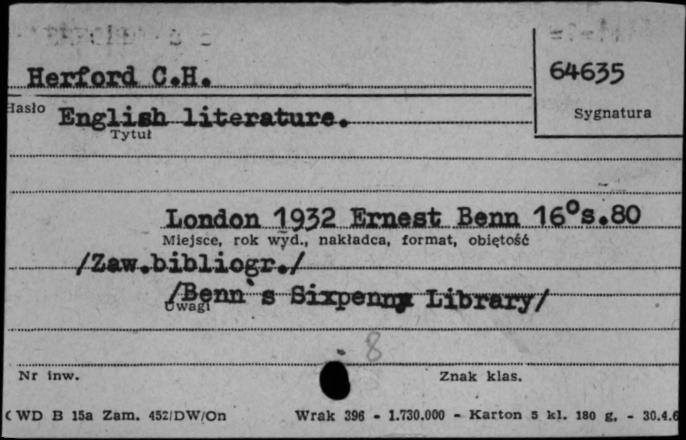 Herford C.H.
64635
Hasło
English literature.
Sygnatura
Tytuł
London 1932 Ernest Benn 16°s.80
Miejsce, rok wyd., nakładca, format, objętość
/Zaw.bibliogr./
/Benn`s Sixpenny Library/
Uwagi
8
Nr inw.
Znak klas.
CWD B 15a Zam. 452/DW/On Wrak 396 - 1.730.000 - Karton 5 kl. 180 g. - 30.4.6